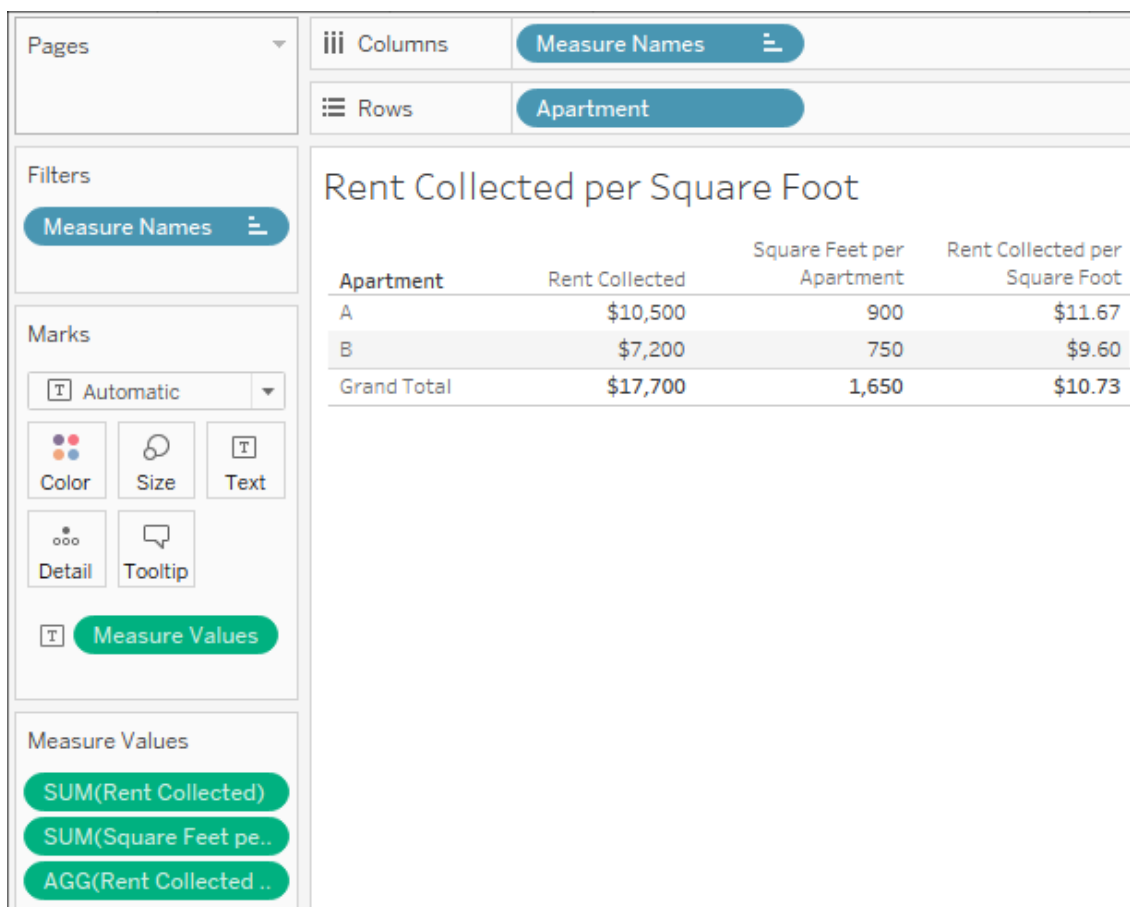 Pages
iii Columns
Measure Names
Rows
Apartment
Filters
Measure Names
Marks
T Automatic
Color
Size
T
Text
Detail
Tooltip
T
Measure Values
Measure Values
SUM(Rent Collected)
SUM(Square Feet pe..
AGG(Rent Collected ..
Rent Collected per Square Foot
Apartment Rent Collected Square Feet per Apartment Rent Collected per Square Foot
A $10,500 900 $11.67
B $7,200 750 $9.60
Grand Total $17,700 1,650 $10.73